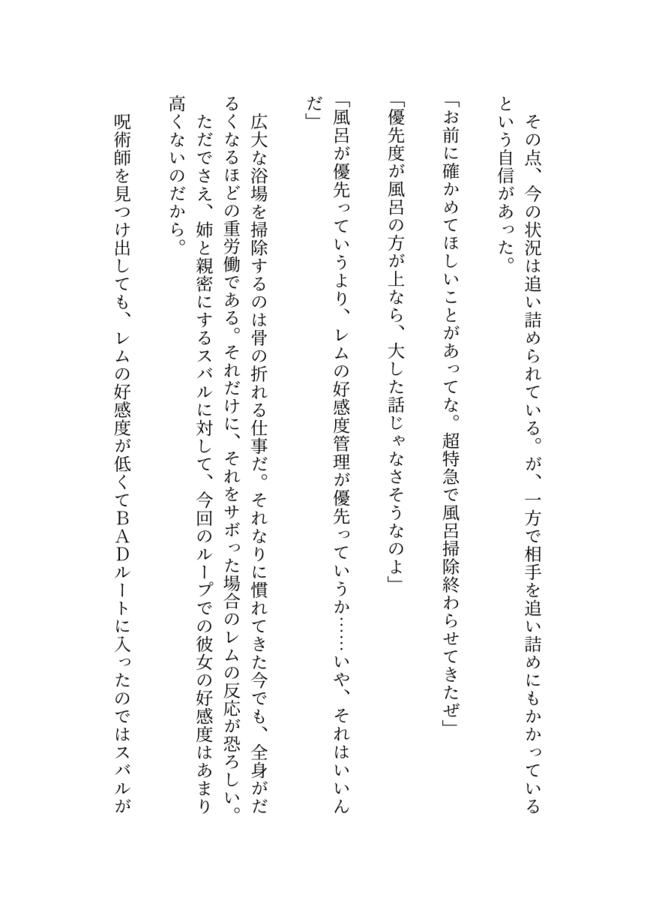 その点、今の状況は追い詰められている。が、一方で相手を追い詰めにもかかっている
という自信があった。
「お前に確かめてほしいことがあってな。超特急で風呂掃除終わらせてきたぜ」
「優先度が風呂の方が上なら、大した話じゃなさそうなのよ」
「風呂が優先っていうより、レムの好感度管理が優先っていうか……いや、それはいいん
だ」
　広大な浴場を掃除するのは骨の折れる仕事だ。それなりに慣れてきた今でも、全身がだ
るくなるほどの重労働である。それだけに、それをサボった場合のレムの反応が恐ろしい。
　ただでさえ、姉と親密にするスバルに対して、今回のループでの彼女の好感度はあまり
高くないのだから。
　呪術師を見つけ出しても、レムの好感度が低くてＢＡＤルートに入ったのではスバルが